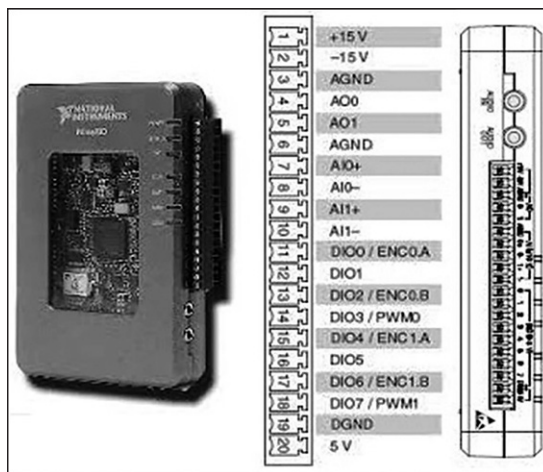 NATIONAL
INSTRUMENTS
1 +15 V
2 –15 V
3 AGND
4 AO0
5 AO1
6 AGND
7 AI0+
8 AI0–
9 AI1+
10 AI1–
11 DIO0 / ENC0.A
12 DIO1
13 DIO2 / ENC0.B
14 DIO3 / PWM0
15 DIO4 / ENC1.A
16 DIO5
17 DIO6 / ENC1.B
18 DIO7 / PWM1
19 DGND
20 5 V